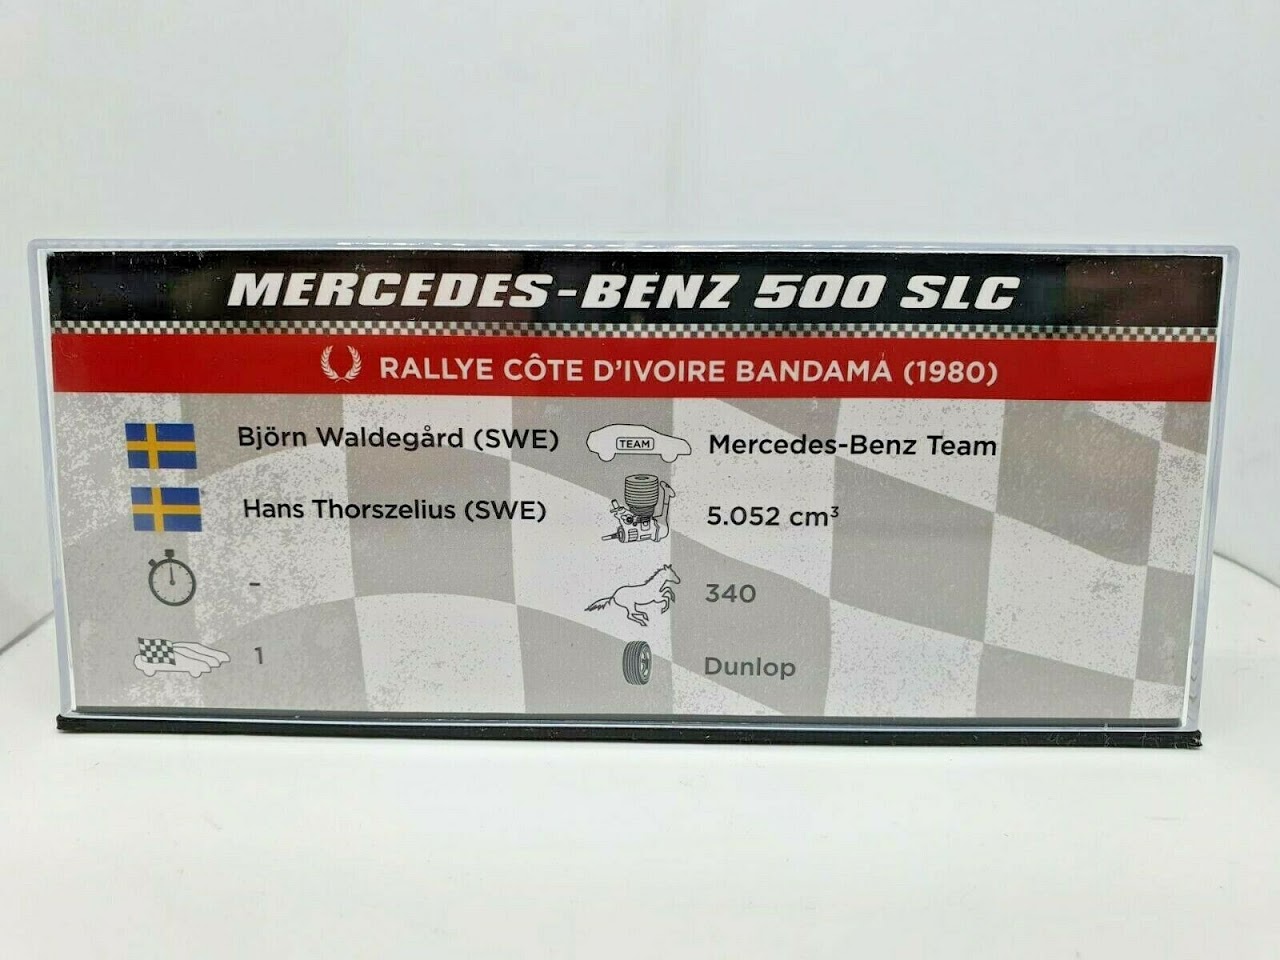 MERCEDES-BENZ 500 SLC
RALLYE CÔTE D'IVOIRE BANDAMA (1980)
Björn Waldegård (SWE)
Hans Thorszelius (SWE)
-
1
TEAM
Mercedes-Benz Team
5.052 cm³
340
Dunlop